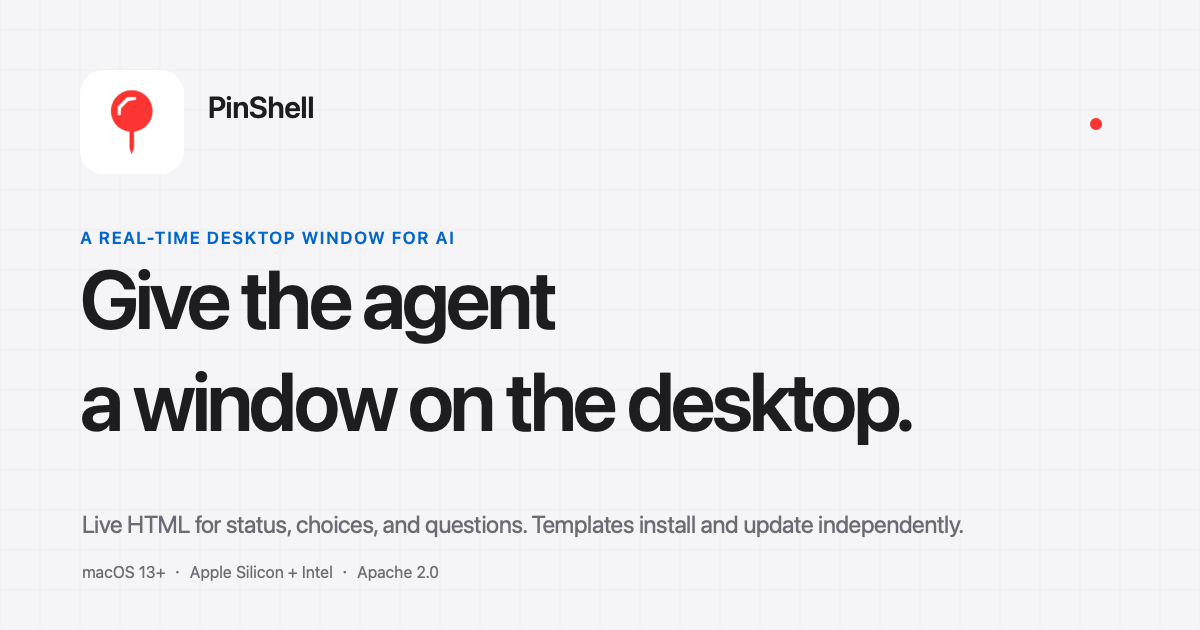 PinShell
A REAL-TIME DESKTOP WINDOW FOR AI
Give the agent
a window on the desktop.
Live HTML for status, choices, and questions. Templates install and update independently.
macOS 13+ · Apple Silicon + Intel · Apache 2.0